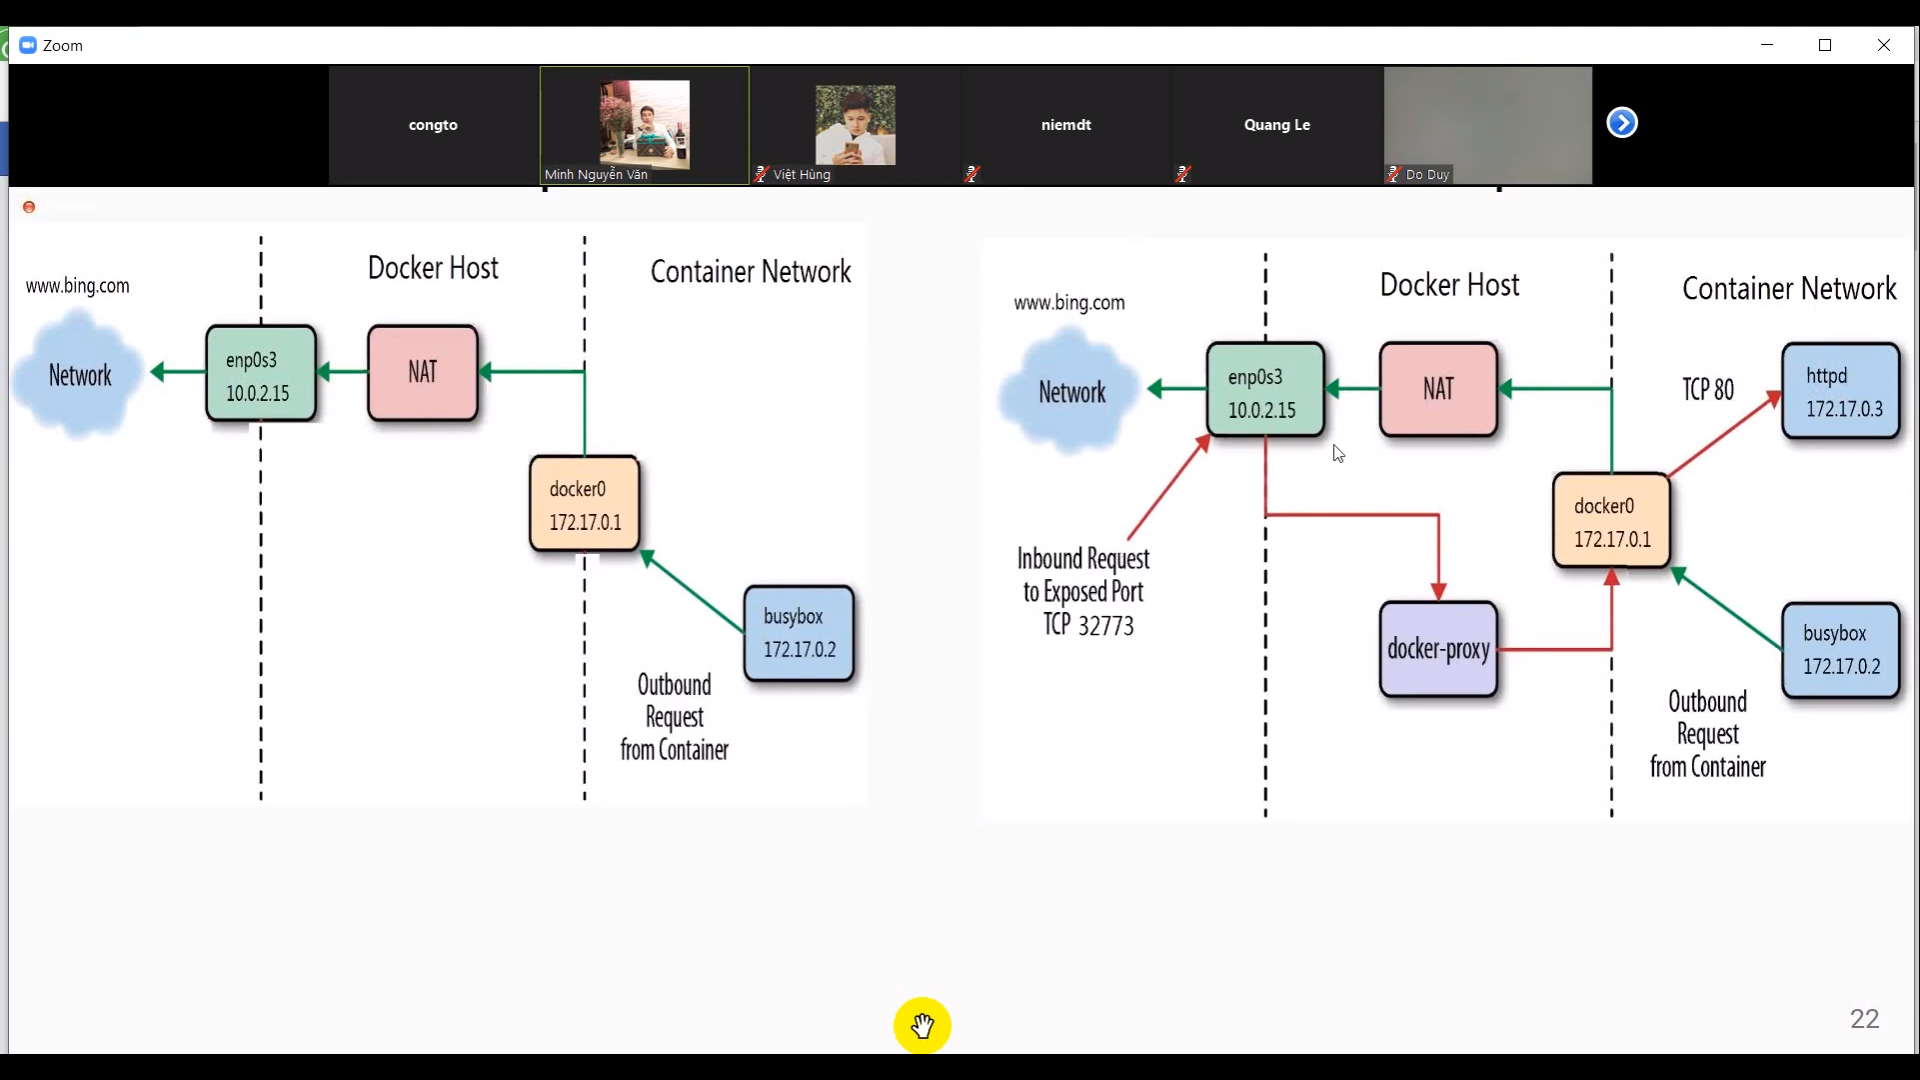 Zoom
congto
Minh Nguyễn Văn
Việt Hùng
niemdt
Quang Le
Do Duy
www.bing.com
Docker Host
Container Network
Network
enp0s3
10.0.2.15
NAT
docker0
172.17.0.1
busybox
172.17.0.2
Outbound
Request
from Container
www.bing.com
Docker Host
Container Network
Network
enp0s3
10.0.2.15
NAT
TCP 80
httpd
172.17.0.3
docker0
172.17.0.1
Inbound Request
to Exposed Port
TCP 32773
docker-proxy
busybox
172.17.0.2
Outbound
Request
from Container
22